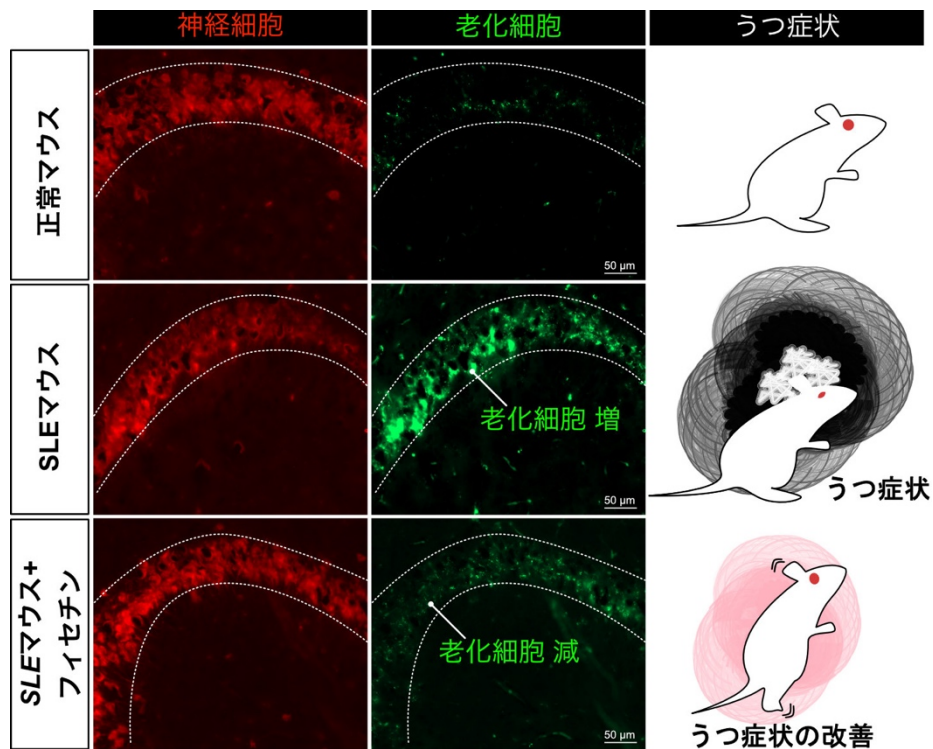 神経細胞
老化細胞
うつ症状
正常マウス
50 µm
SLEマウス
老化細胞 増
50 µm
うつ症状
SLEマウス+
フィセチン
老化細胞 減
50 µm
うつ症状の改善